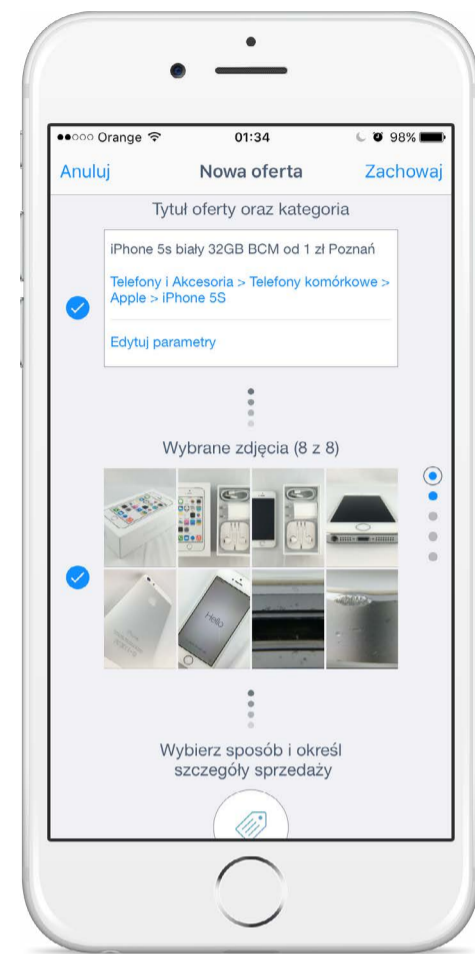 Orange 01:34 98%
Anuluj Nowa oferta Zachowaj
Tytuł oferty oraz kategoria
iPhone 5s biały 32GB BCM od 1 zł Poznań
Telefony i Akcesoria > Telefony komórkowe >
Apple > iPhone 5S
Edytuj parametry
Wybrane zdjęcia (8 z 8)
Hello
Wybierz sposób i określ
szczegóły sprzedaży